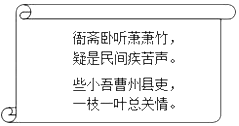 衙斋卧听萧萧竹，
疑是民间疾苦声。
些小吾曹州县吏，
一枝一叶总关情。